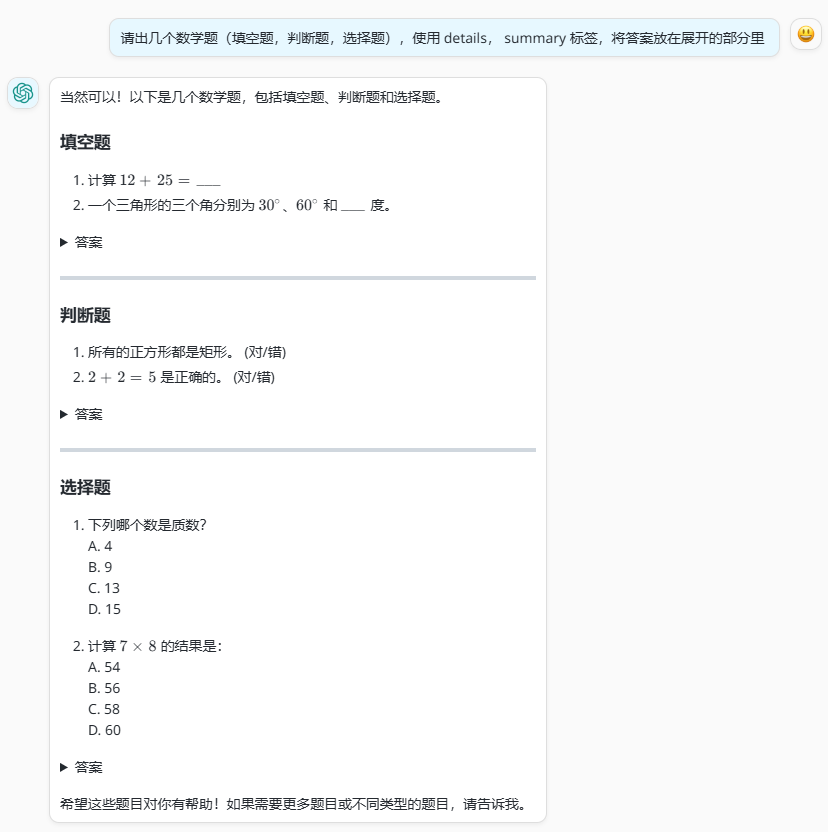 请出几个数学题（填空题，判断题，选择题），使用 details， summary 标签，将答案放在展开的部分里
当然可以！以下是几个数学题，包括填空题、判断题和选择题。
填空题
1. 计算 12 + 25 = ___
2. 一个三角形的三个角分别为 30°、60° 和 ___ 度。
▶ 答案
判断题
1. 所有的正方形都是矩形。 (对/错)
2. 2 + 2 = 5 是正确的。 (对/错)
▶ 答案
选择题
1. 下列哪个数是质数？
A. 4
B. 9
C. 13
D. 15
2. 计算 7 × 8 的结果是：
A. 54
B. 56
C. 58
D. 60
▶ 答案
希望这些题目对你有帮助！如果需要更多题目或不同类型的题目，请告诉我。